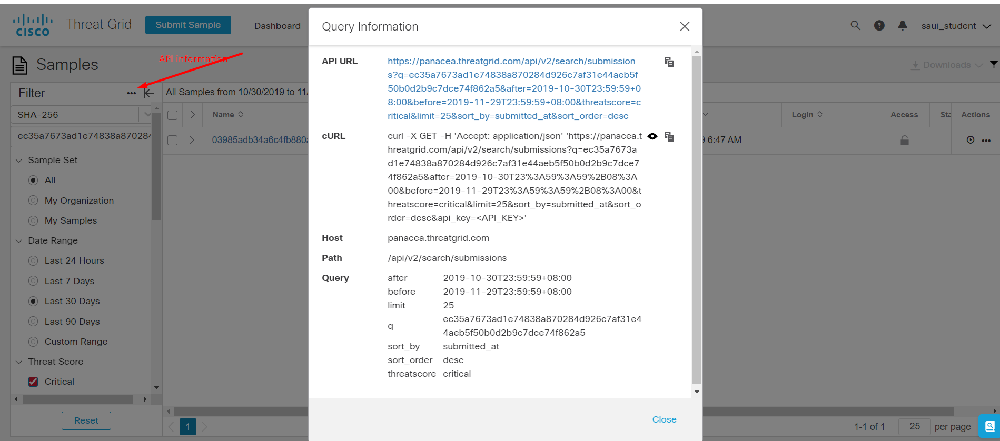 CISCO
Threat Grid
Submit Sample
Dashboard
saui_student
Samples
API information
Downloads
Filter
All Samples from 10/30/2019 to 11/
SHA-256
ec35a7673ad1e74838a87028
Name
Login
Access
Actions
03985adb34a6c4fb880
6:47 AM
Sample Set
All
My Organization
My Samples
Date Range
Last 24 Hours
Last 7 Days
Last 30 Days
Last 90 Days
Custom Range
Threat Score
Critical
Reset
1
1-1 of 1
25
per page
Query Information
API URL
https://panacea.threatgrid.com/api/v2/search/submission
s?q=ec35a7673ad1e74838a870284d926c7af31e44aeb5f
50b0d2b9c7dce74f862a5&after=2019-10-30T23:59:59+0
8:00&before=2019-11-29T23:59:59+08:00&threatscore=c
ritical&limit=25&sort_by=submitted_at&sort_order=desc
cURL
curl -X GET -H 'Accept: application/json' 'https://panacea.t
hreatgrid.com/api/v2/search/submissions?q=ec35a7673a
d1e74838a870284d926c7af31e44aeb5f50b0d2b9c7dce7
4f862a5&after=2019-10-30T23%3A59%3A59%2B08%3A
00&before=2019-11-29T23%3A59%3A59%2B08%3A00&t
hreatscore=critical&limit=25&sort_by=submitted_at&sort_o
rder=desc&api_key=<API_KEY>'
Host
panacea.threatgrid.com
Path
/api/v2/search/submissions
Query
after 2019-10-30T23:59:59+08:00
before 2019-11-29T23:59:59+08:00
limit 25
q ec35a7673ad1e74838a870284d926c7af31e4
4aeb5f50b0d2b9c7dce74f862a5
sort_by submitted_at
sort_order desc
threatscore critical
Close